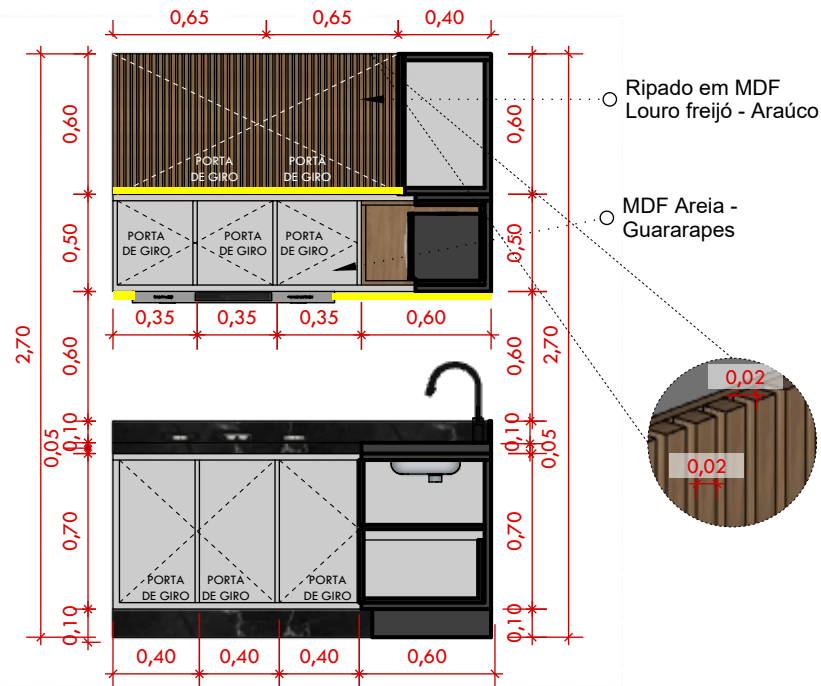 0,65
0,65
0,40
Ripado em MDF
Louro freijó - Araúco
0,60
0,60
PORTA
DE GIRO
PORTA
DE GIRO
MDF Areia -
Guararapes
0,50
0,50
PORTA
DE GIRO
PORTA
DE GIRO
PORTA
DE GIRO
0,35
0,35
0,35
0,60
2,70
0,60
0,60
2,70
0,02
0,02
0,10
0,05
0,10
0,05
0,70
0,70
PORTA
DE GIRO
PORTA
DE GIRO
PORTA
DE GIRO
0,10
0,10
0,40
0,40
0,40
0,60